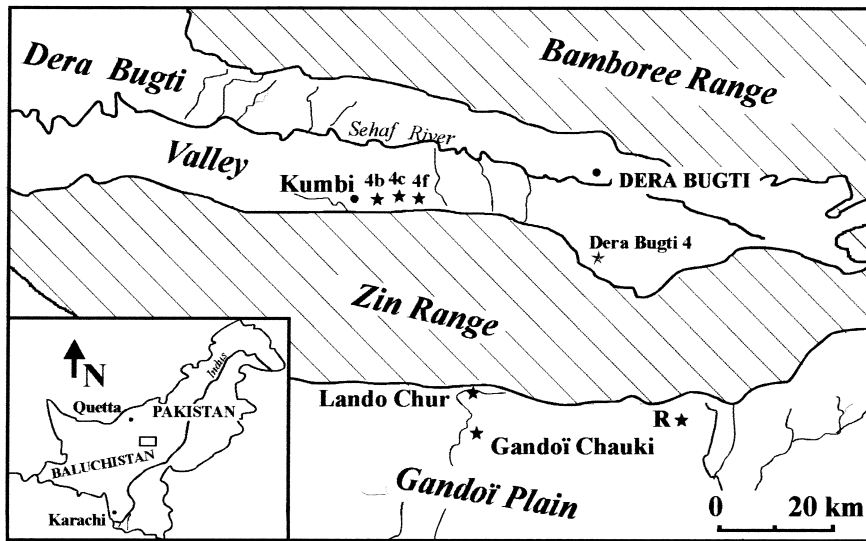 Bamboree Range
Dera Bugti
Valley
Sehaf River
DERA BUGTI
Kumbi 4b 4c 4f
Dera Bugti 4
Zin Range
Lando Chur
R
Gandoï Chauki
Gandoï Plain
0 20 km
N
Indus
Quetta
PAKISTAN
BALUCHISTAN
Karachi